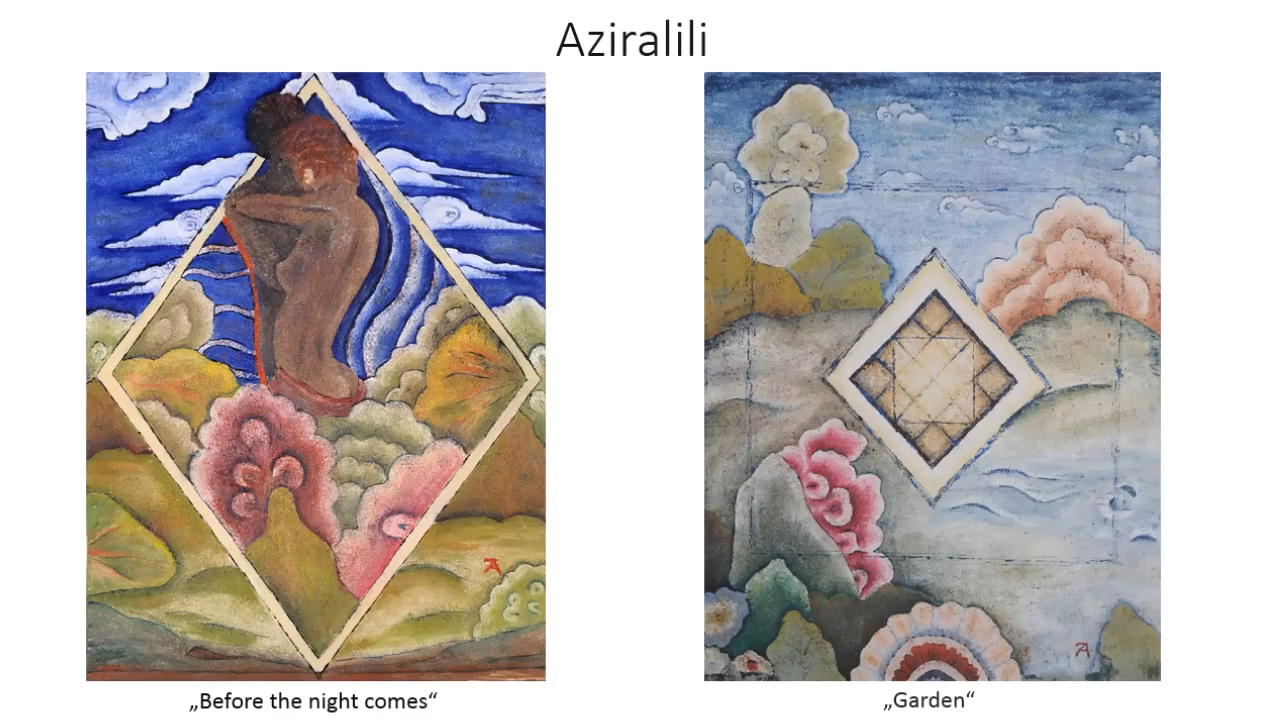 Aziralili
„Before the night comes“
„Garden“